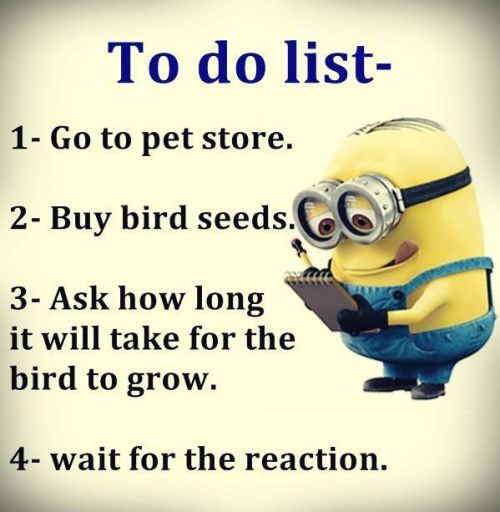 To do list-
1- Go to pet store.
2- Buy bird seeds.
3- Ask how long
it will take for the
bird to grow.
4- wait for the reaction.